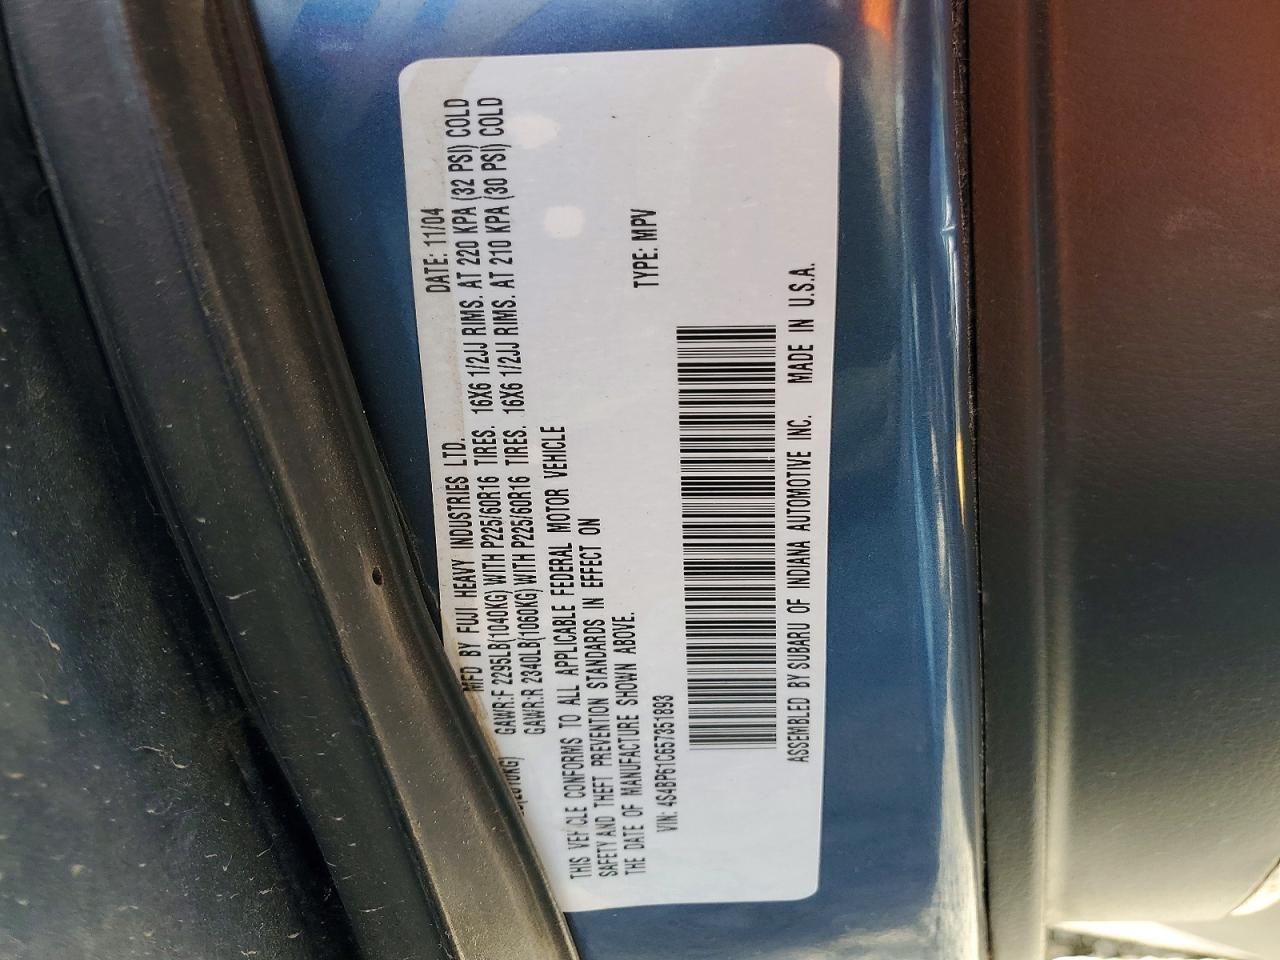 MFD BY FUJI HEAVY INDUSTRIES LTD. DATE: 11/04
GAWR:F 2295LB(1040KG) WITH P225/60R16 TIRES. 16X6 1/2JJ RIMS. AT 220 KPA (32 PSI) COLD
GAWR:R 2340LB(1060KG) WITH P225/60R16 TIRES. 16X6 1/2JJ RIMS. AT 210 KPA (30 PSI) COLD
THIS VEHICLE CONFORMS TO ALL APPLICABLE FEDERAL MOTOR VEHICLE
SAFETY AND THEFT PREVENTION STANDARDS IN EFFECT ON
THE DATE OF MANUFACTURE SHOWN ABOVE.
VIN: 4S4BP61C657351893 TYPE: MPV
ASSEMBLED BY SUBARU OF INDIANA AUTOMOTIVE INC. MADE IN U.S.A.